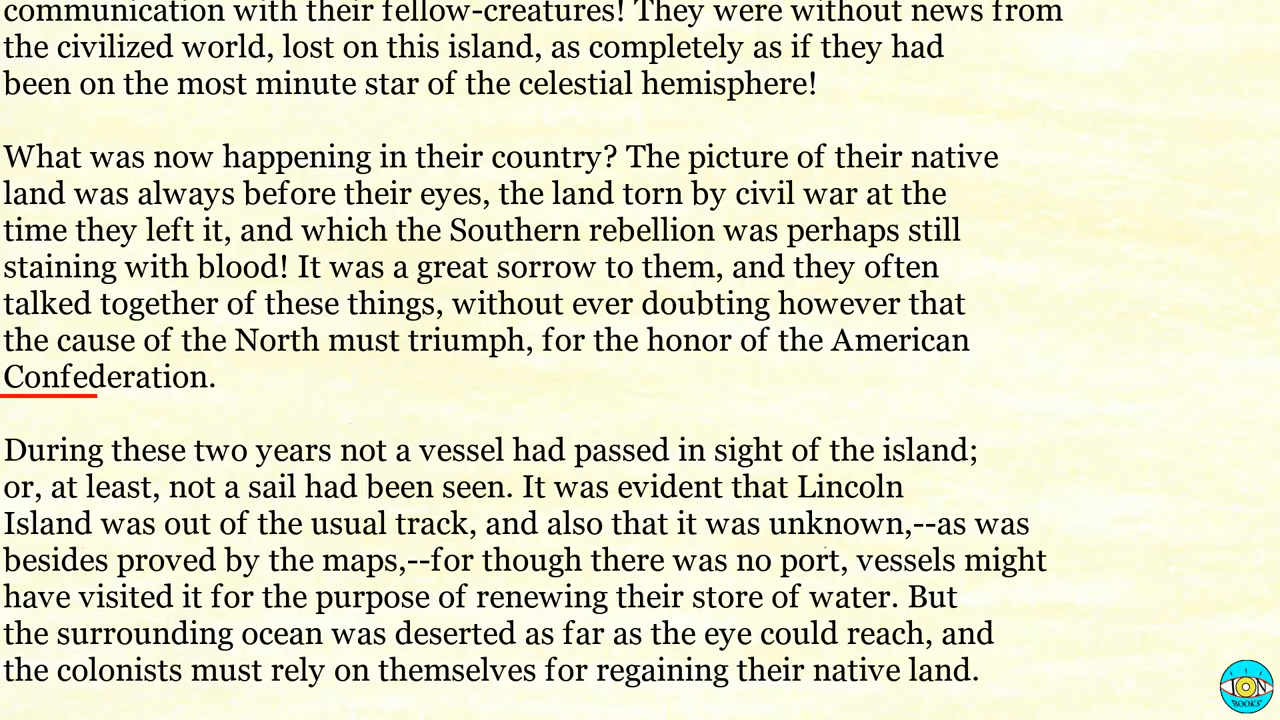 communication with their fellow-creatures! They were without news from
the civilized world, lost on this island, as completely as if they had
been on the most minute star of the celestial hemisphere!
What was now happening in their country? The picture of their native
land was always before their eyes, the land torn by civil war at the
time they left it, and which the Southern rebellion was perhaps still
staining with blood! It was a great sorrow to them, and they often
talked together of these things, without ever doubting however that
the cause of the North must triumph, for the honor of the American
Confederation.
During these two years not a vessel had passed in sight of the island;
or, at least, not a sail had been seen. It was evident that Lincoln
Island was out of the usual track, and also that it was unknown,--as was
besides proved by the maps,--for though there was no port, vessels might
have visited it for the purpose of renewing their store of water. But
the surrounding ocean was deserted as far as the eye could reach, and
the colonists must rely on themselves for regaining their native land.
ION
BOOKS